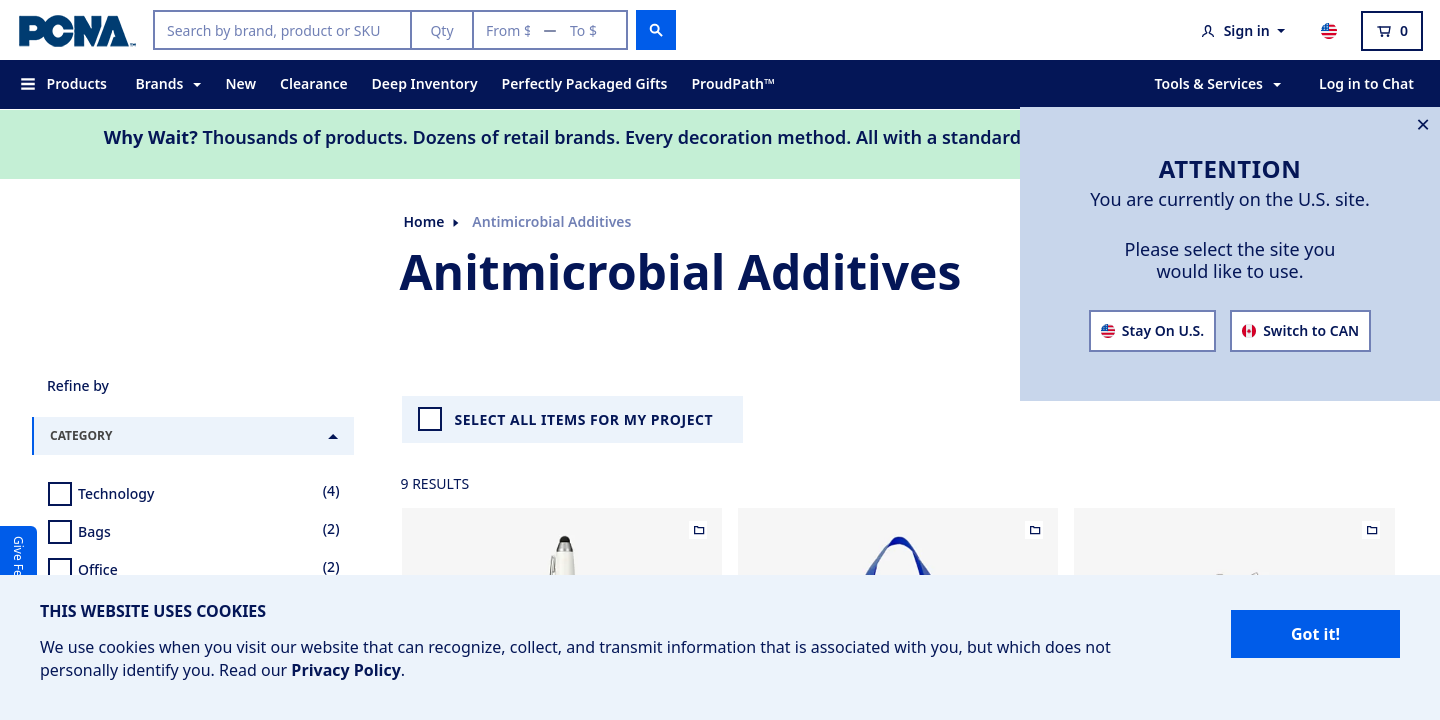 PCNA™
Search by brand, product or SKU
Qty
From $ — To $
Sign in
0
Products
Brands
New
Clearance
Deep Inventory
Perfectly Packaged Gifts
ProudPath™
Tools & Services
Log in to Chat
Why Wait? Thousands of products. Dozens of retail brands. Every decoration method. All with a standard
ATTENTION
You are currently on the U.S. site.
Please select the site you
would like to use.
Stay On U.S.
Switch to CAN
Home
Antimicrobial Additives
Anitmicrobial Additives
Refine by
CATEGORY
Technology (4)
Bags (2)
Office (2)
SELECT ALL ITEMS FOR MY PROJECT
9 RESULTS
Give
THIS WEBSITE USES COOKIES
We use cookies when you visit our website that can recognize, collect, and transmit information that is associated with you, but which does not
personally identify you. Read our Privacy Policy.
Got it!